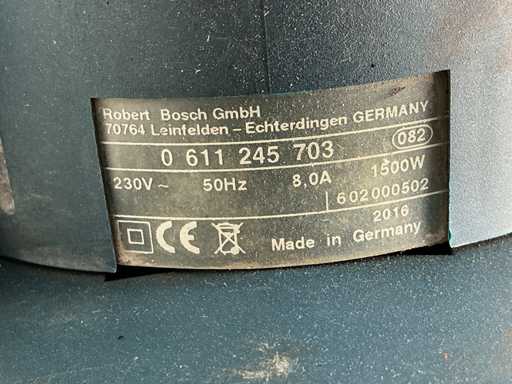 Robert Bosch GmbH
70764 Leinfelden – Echterdingen GERMANY
082
0 611 245 703
230V ~ 50Hz 8,0A 1500W
602000502
2016
CE
Made in Germany